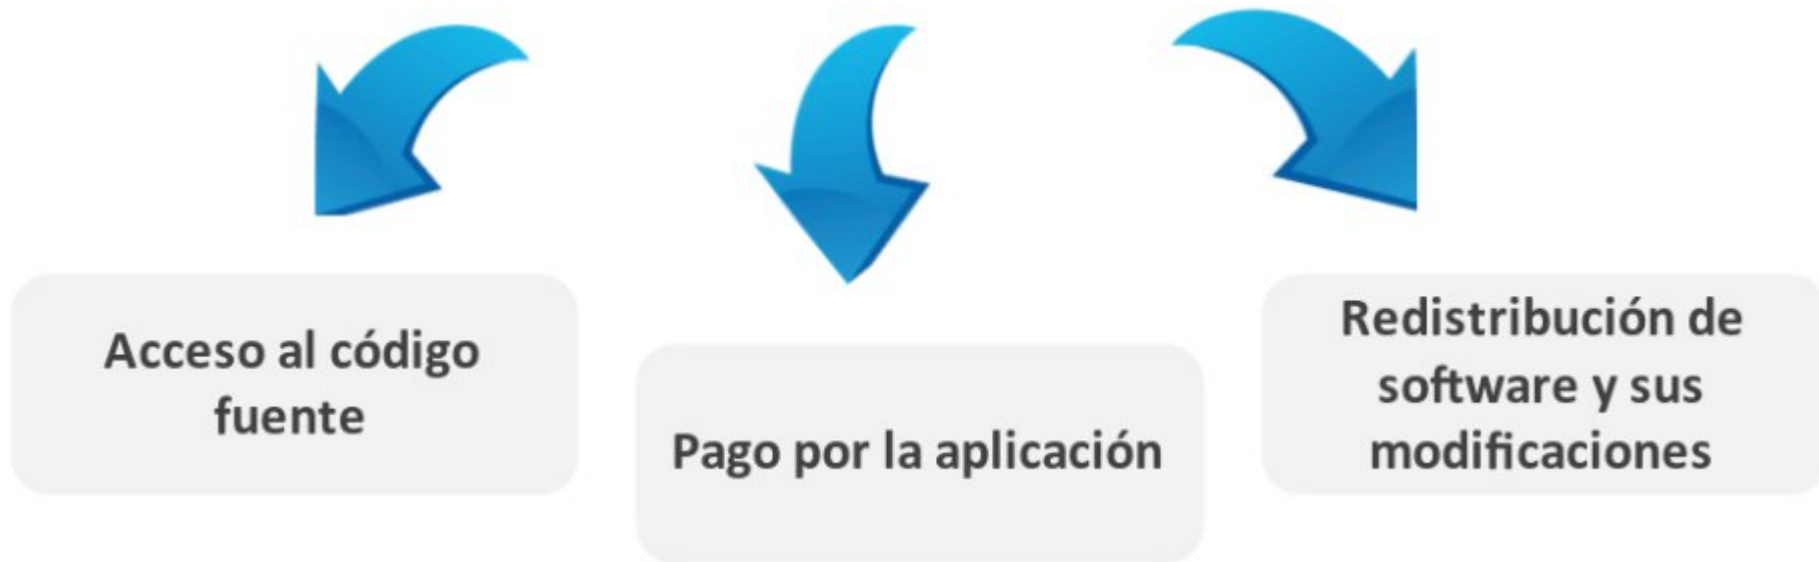 Acceso al código
fuente
Pago por la aplicación
Redistribución de
software y sus
modificaciones